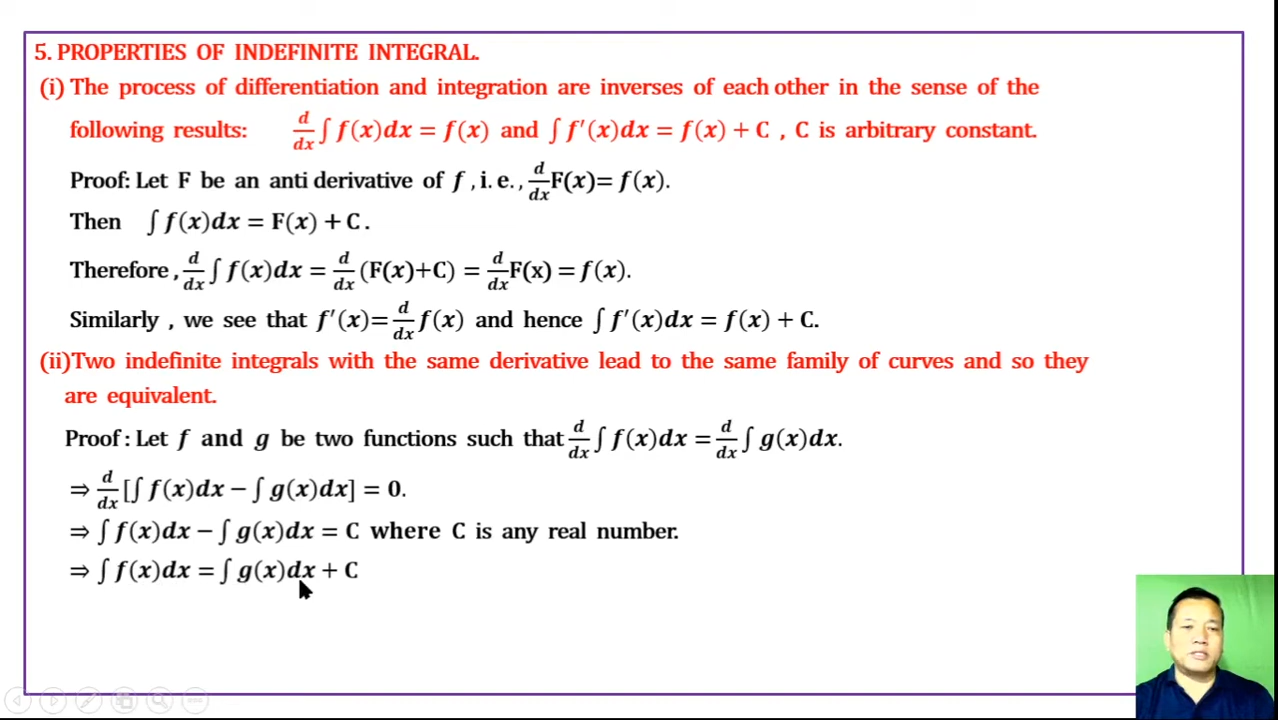 5. PROPERTIES OF INDEFINITE INTEGRAL.
(i) The process of differentiation and integration are inverses of each other in the sense of the
following results: d/dx ∫ f(x)dx = f(x) and ∫ f′(x)dx = f(x) + C , C is arbitrary constant.
Proof: Let F be an anti derivative of f , i. e., d/dx F(x)= f(x).
Then ∫ f(x)dx = F(x) + C .
Therefore , d/dx ∫ f(x)dx = d/dx (F(x)+C) = d/dx F(x) = f(x).
Similarly , we see that f′(x)= d/dx f(x) and hence ∫ f′(x)dx = f(x) + C.
(ii)Two indefinite integrals with the same derivative lead to the same family of curves and so they
are equivalent.
Proof : Let f and g be two functions such that d/dx ∫ f(x)dx = d/dx ∫ g(x)dx.
⇒ d/dx [∫ f(x)dx − ∫ g(x)dx] = 0.
⇒ ∫ f(x)dx − ∫ g(x)dx = C where C is any real number.
⇒ ∫ f(x)dx = ∫ g(x)dx + C